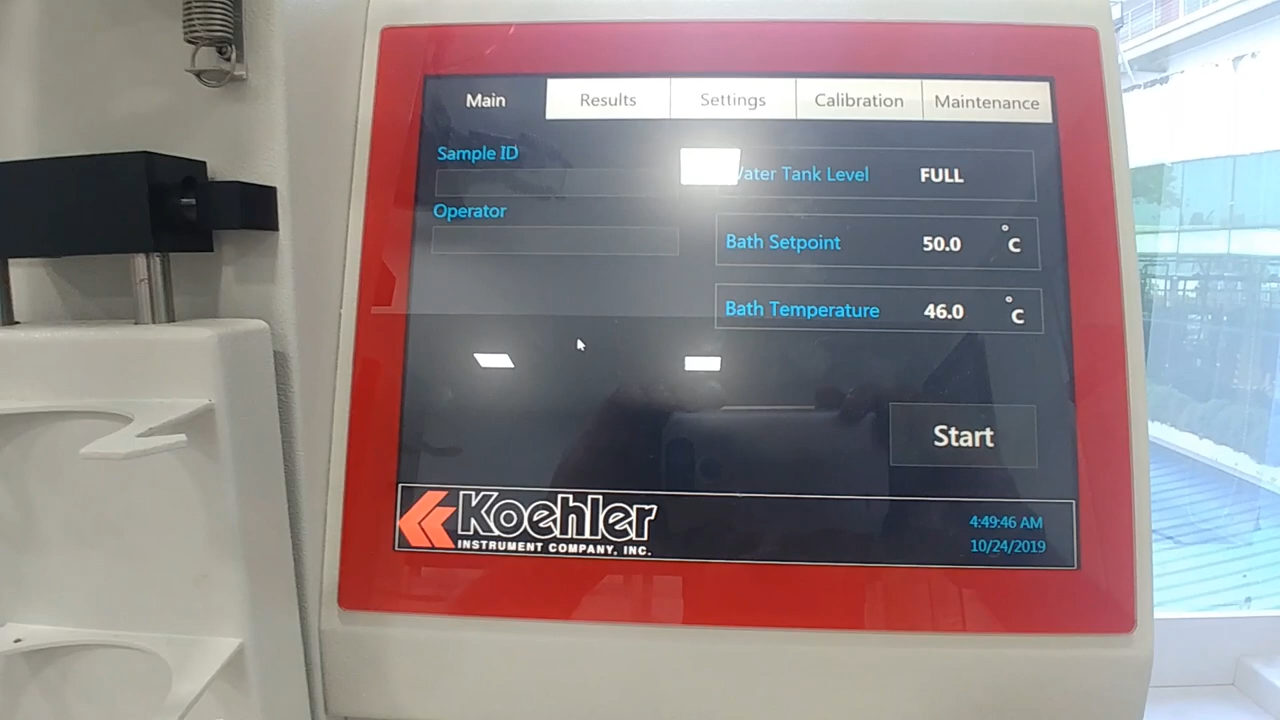 Main Results Settings Calibration Maintenance
Sample ID
Operator
Water Tank Level FULL
Bath Setpoint 50.0 °C
Bath Temperature 46.0 °C
Start
Koehler
INSTRUMENT COMPANY, INC.
4:49:46 AM
10/24/2019